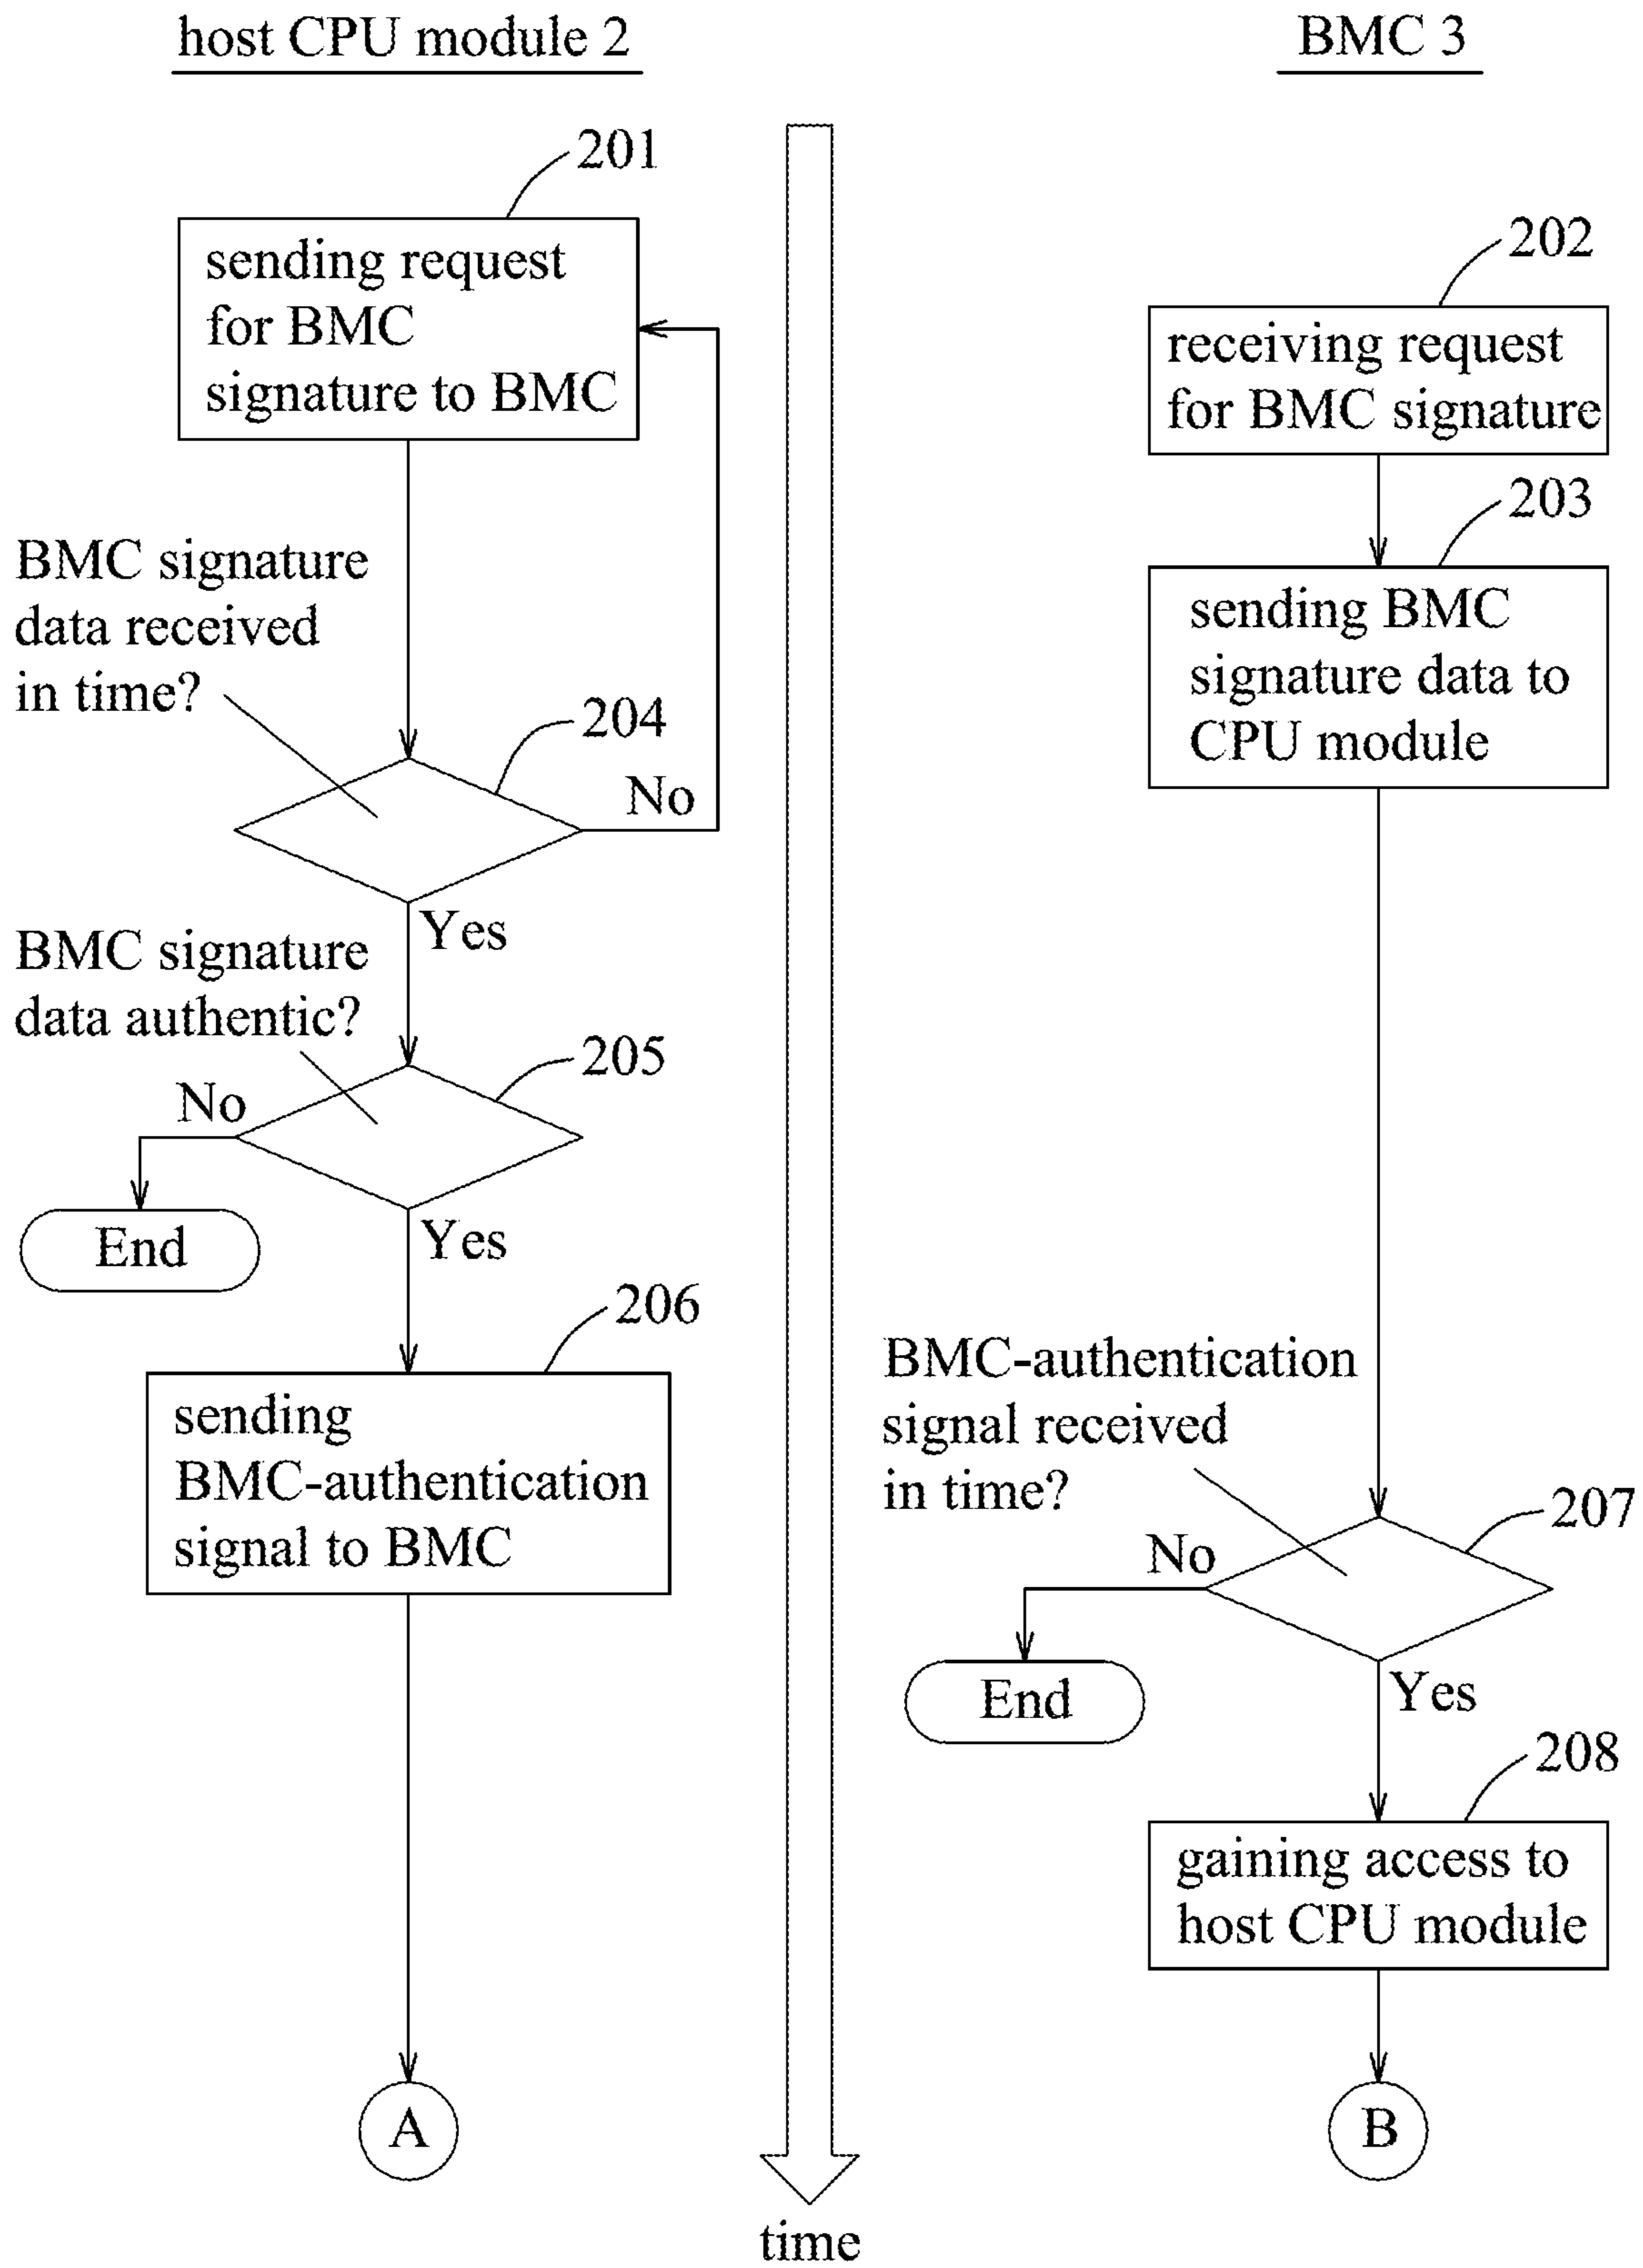 host CPU module 2
BMC 3
201
sending request
for BMC
signature to BMC
202
receiving request
for BMC signature
203
sending BMC
signature data to
CPU module
BMC signature
data received
in time?
204
No
Yes
BMC signature
data authentic?
205
No
End
Yes
206
sending
BMC-authentication
signal to BMC
BMC-authentication
signal received
in time?
207
No
End
Yes
208
gaining access to
host CPU module
A
B
time